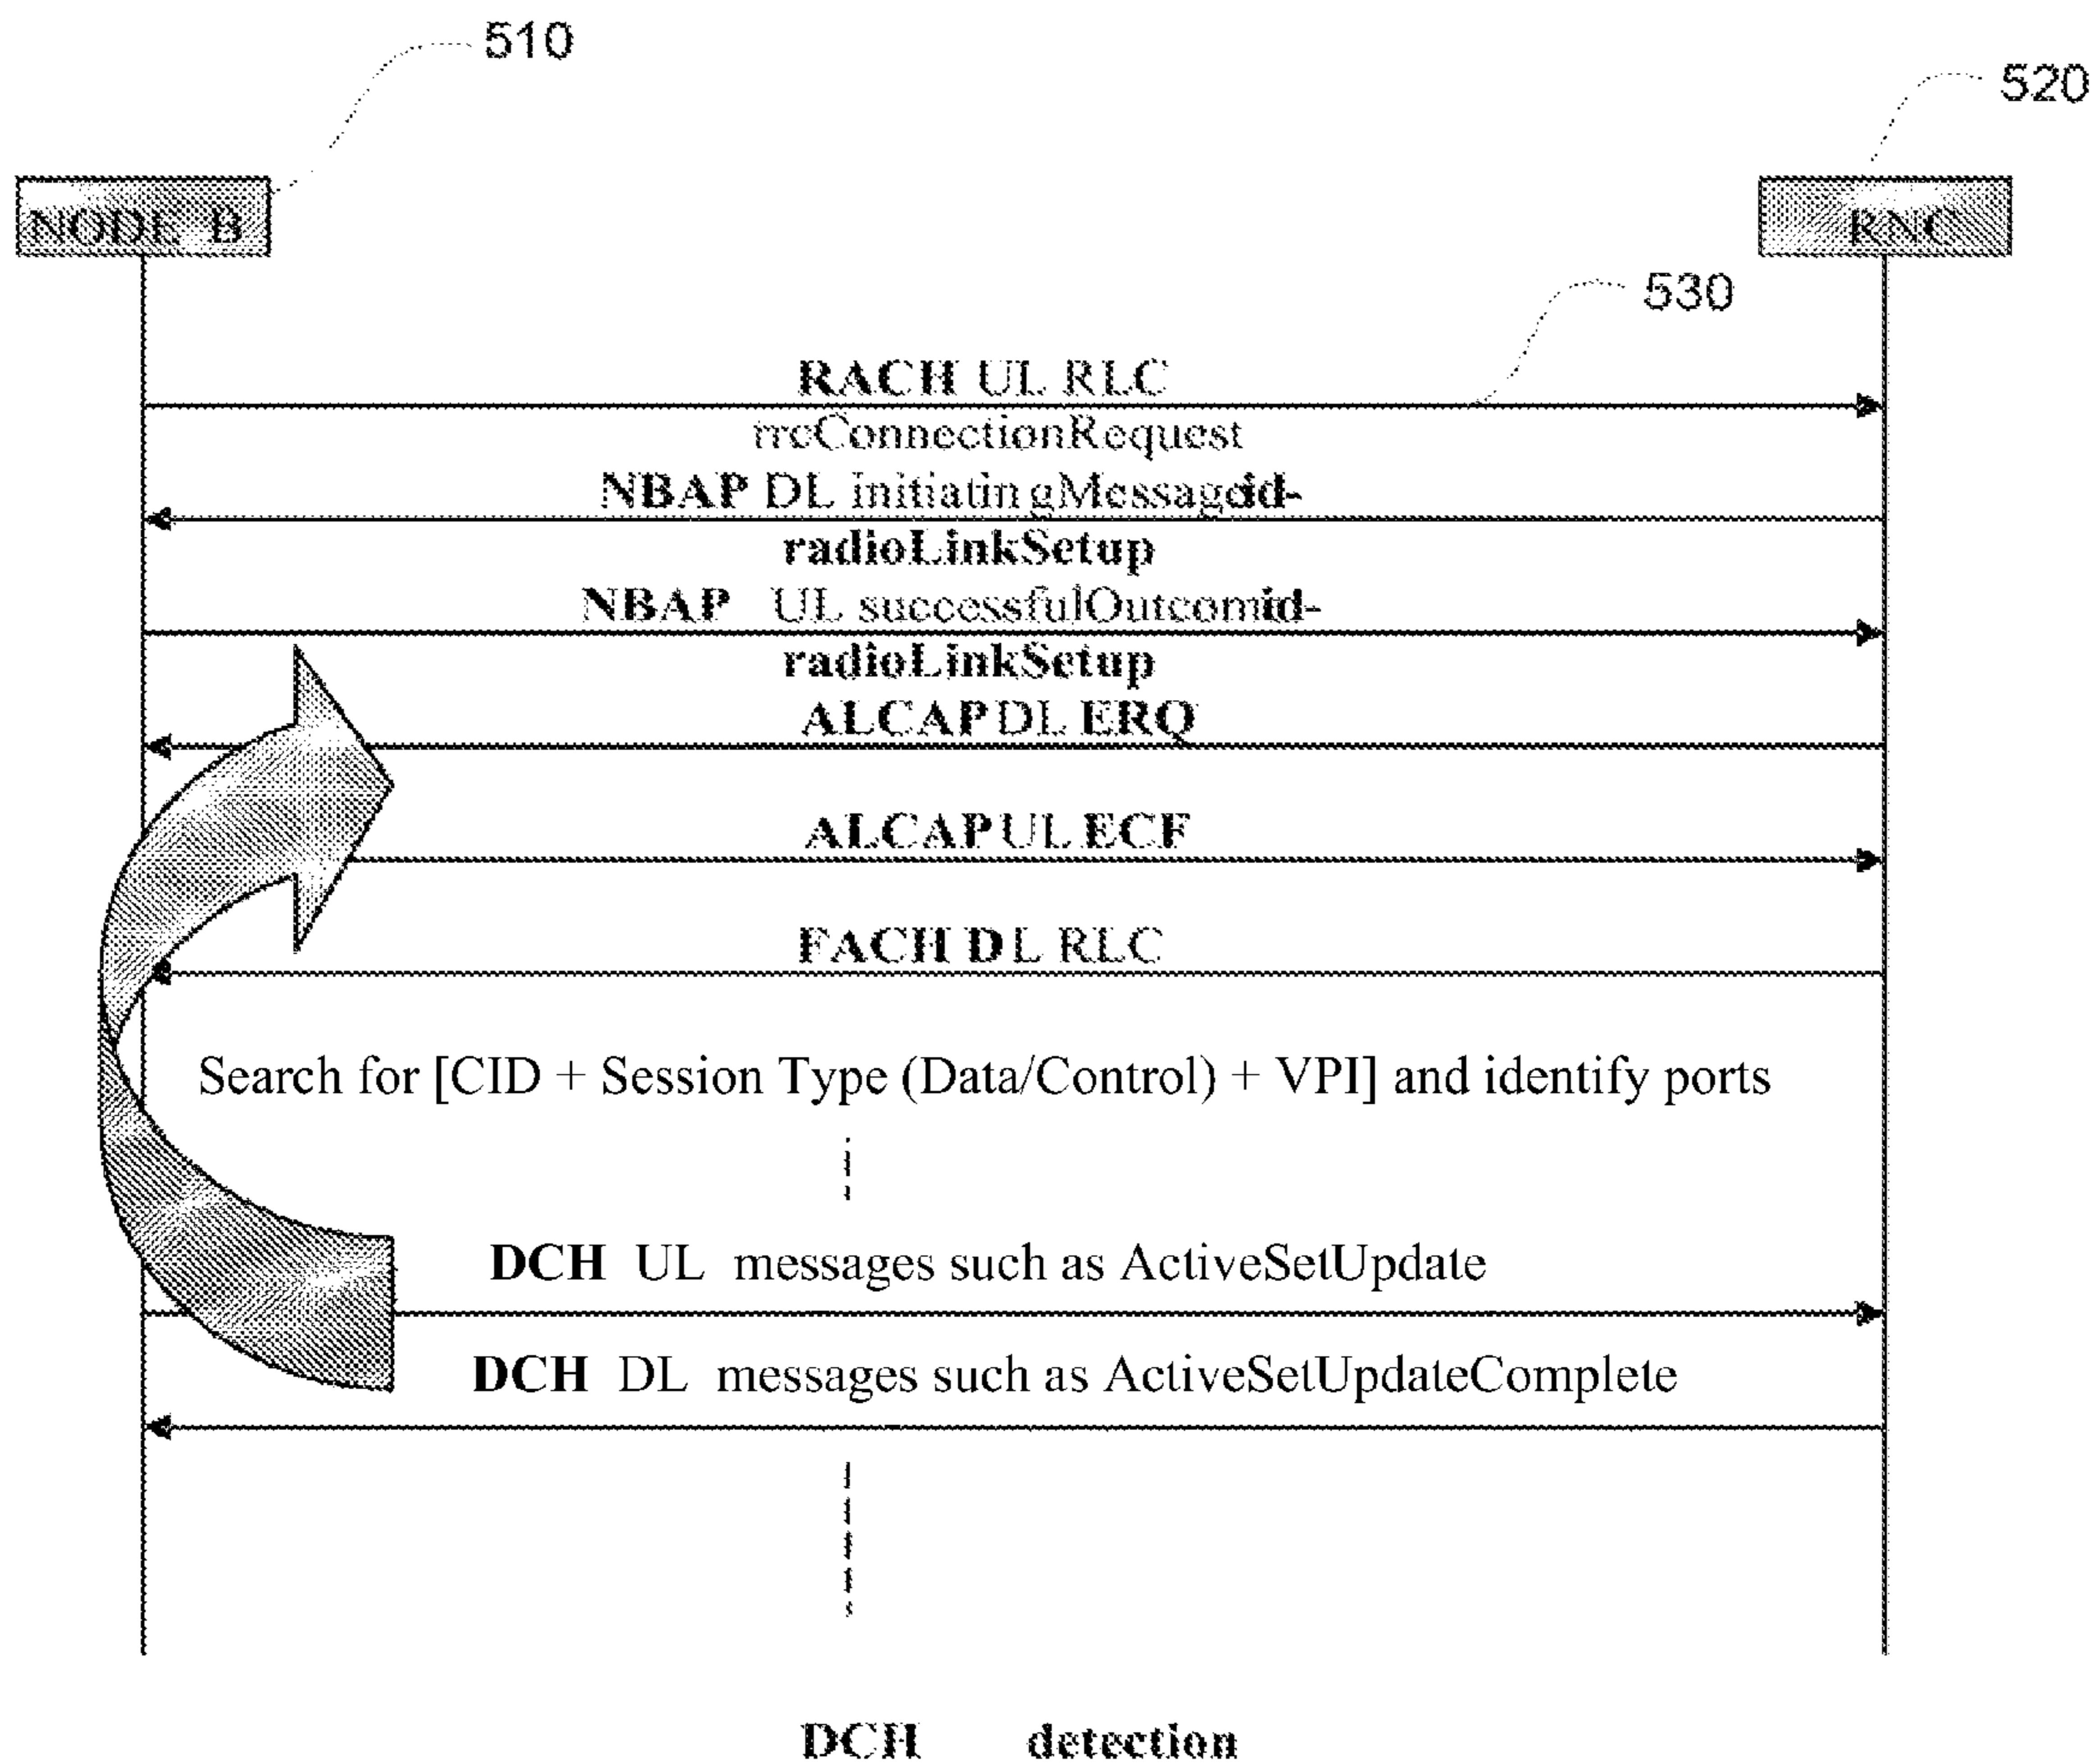 510
520
NODE B
RNC
530
RACH UL RLC
rrcConnectionRequest
NBAP DL initiatingMessageid-
radioLinkSetup
NBAP UL successfulOutcomid-
radioLinkSetup
ALCAP DL ERQ
ALCAP UL ECF
FACH DL RLC
Search for [CID + Session Type (Data/Control) + VPI] and identify ports
DCH UL messages such as ActiveSetUpdate
DCH DL messages such as ActiveSetUpdateComplete
DCH detection